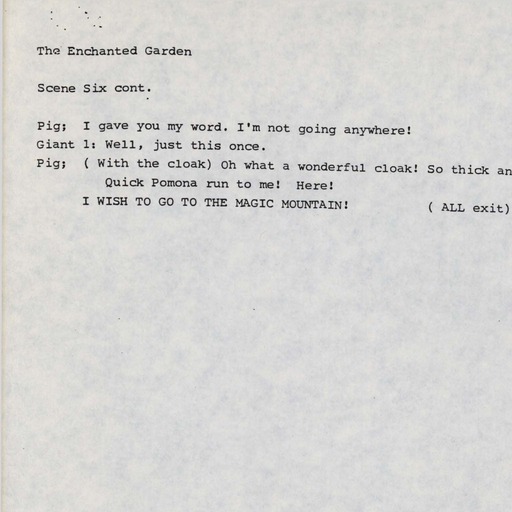 The Enchanted Garden
Scene Six cont.
Pig; I gave you my word. I'm not going anywhere!
Giant 1: Well, just this once.
Pig; ( With the cloak) Oh what a wonderful cloak! So thick an
Quick Pomona run to me! Here!
I WISH TO GO TO THE MAGIC MOUNTAIN! ( ALL exit)